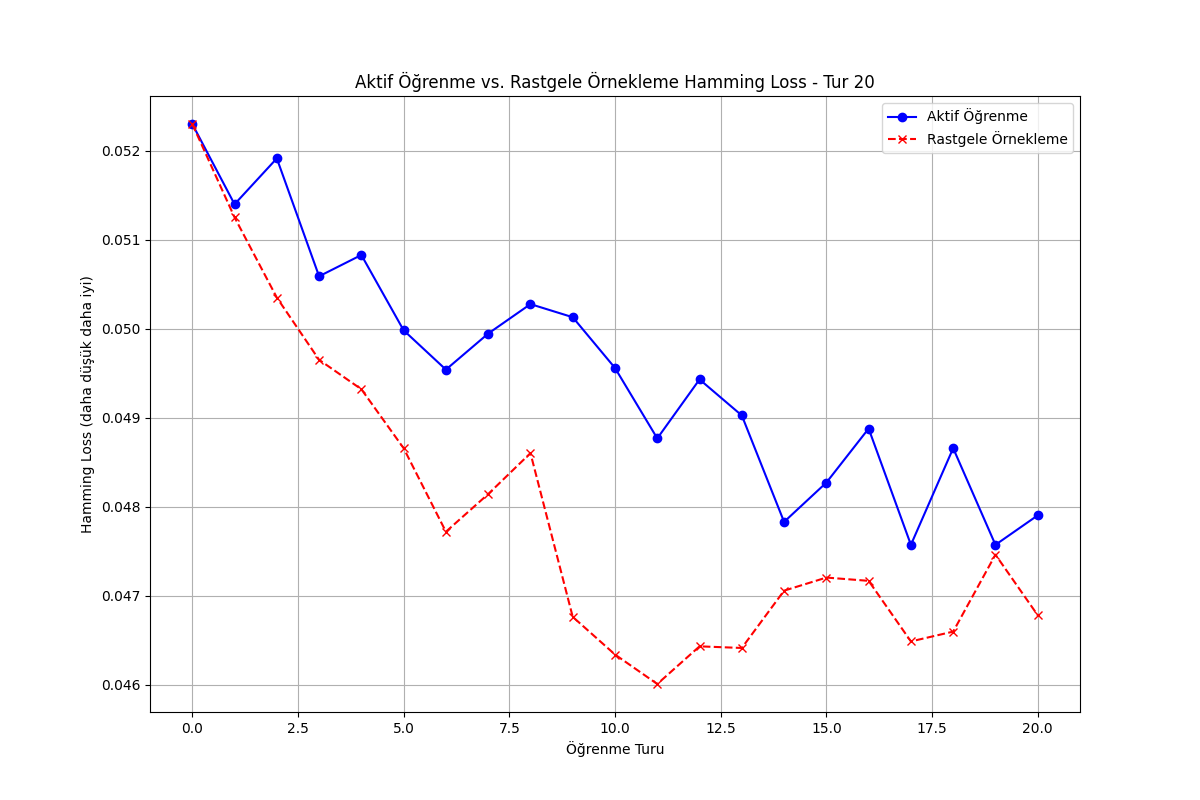 Aktif Öğrenme vs. Rastgele Örnekleme Hamming Loss - Tur 20
Aktif Öğrenme
Rastgele Örnekleme
Hamming Loss (daha düşük daha iyi)
0.052
0.051
0.050
0.049
0.048
0.047
0.046
0.0 2.5 5.0 7.5 10.0 12.5 15.0 17.5 20.0
Öğrenme Turu